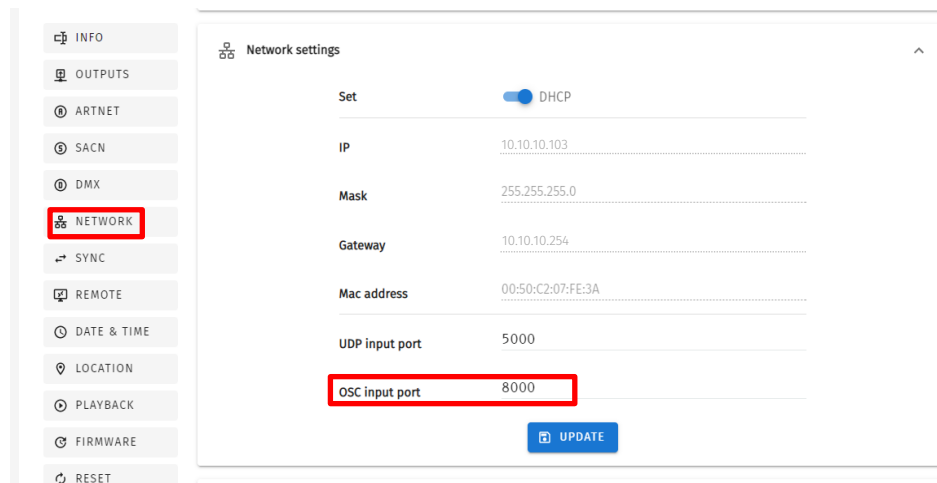 INFO
OUTPUTS
ARTNET
SACN
DMX
NETWORK
SYNC
REMOTE
DATE & TIME
LOCATION
PLAYBACK
FIRMWARE
RESET
Network settings
Set DHCP
IP 10.10.10.103
Mask 255.255.255.0
Gateway 10.10.10.254
Mac address 00:50:C2:07:FE:3A
UDP input port 5000
OSC input port 8000
UPDATE